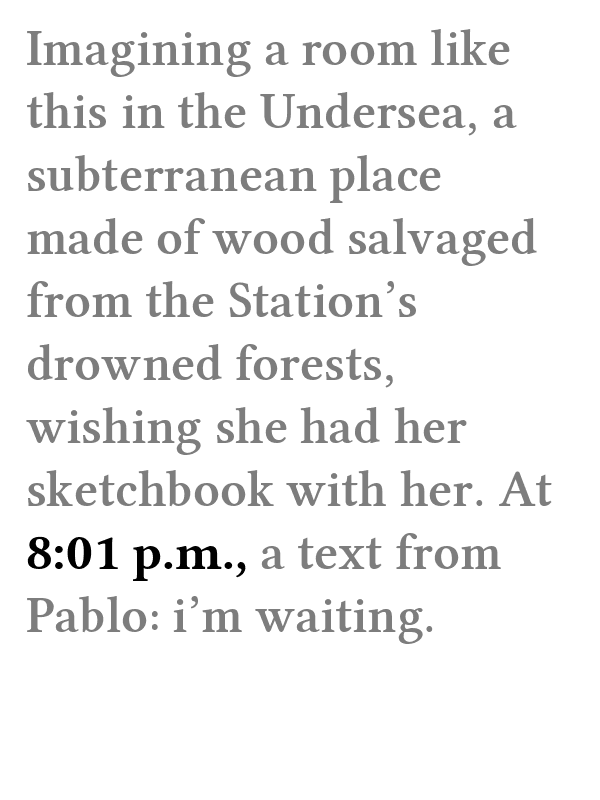 Imagining a room like
this in the Undersea, a
subterranean place
made of wood salvaged
from the Station’s
drowned forests,
wishing she had her
sketchbook with her. At
8:01 p.m., a text from
Pablo: i’m waiting.